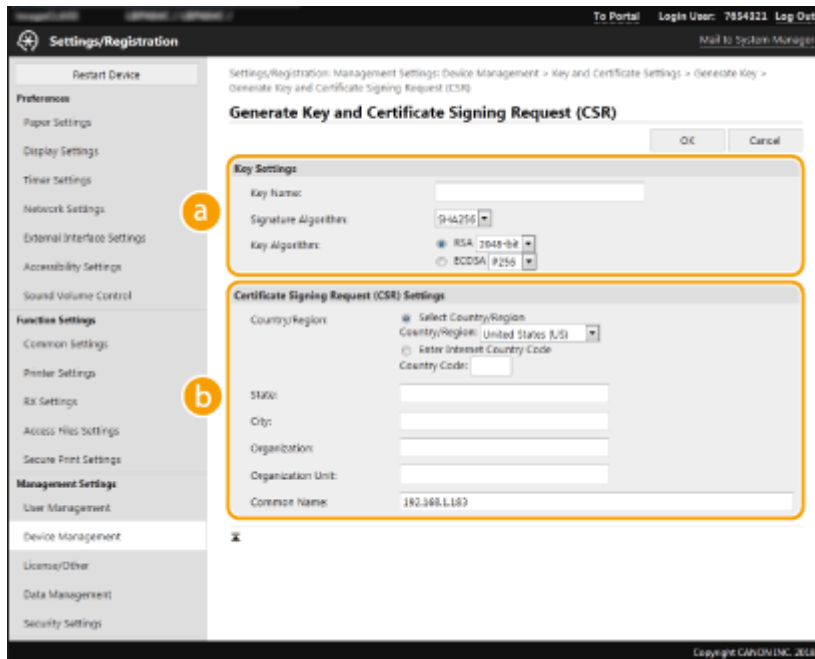 To Portal Login User: 7654321 Log Out
Settings/Registration
Mail to System Manager
Restart Device
Preferences
Paper Settings
Display Settings
Timer Settings
Network Settings
External Interface Settings
Accessibility Settings
Sound Volume Control
Function Settings
Common Settings
Printer Settings
RX Settings
Access Files Settings
Secure Print Settings
Management Settings
User Management
Device Management
License/Other
Data Management
Security Settings
Settings/Registration: Management Settings: Device Management > Key and Certificate Settings > Generate Key >
Generate Key and Certificate Signing Request (CSR)
Generate Key and Certificate Signing Request (CSR)
OK Cancel
a
Key Settings
Key Name:
Signature Algorithm: SHA256
Key Algorithm: RSA 2048-bit
ECDSA P256
b
Certificate Signing Request (CSR) Settings
Country/Region: Select Country/Region
Country/Region: United States (US)
Enter Internet Country Code
Country Code:
State:
City:
Organization:
Organization Unit:
Common Name: 192.168.1.183
Copyright CANON INC. 2018